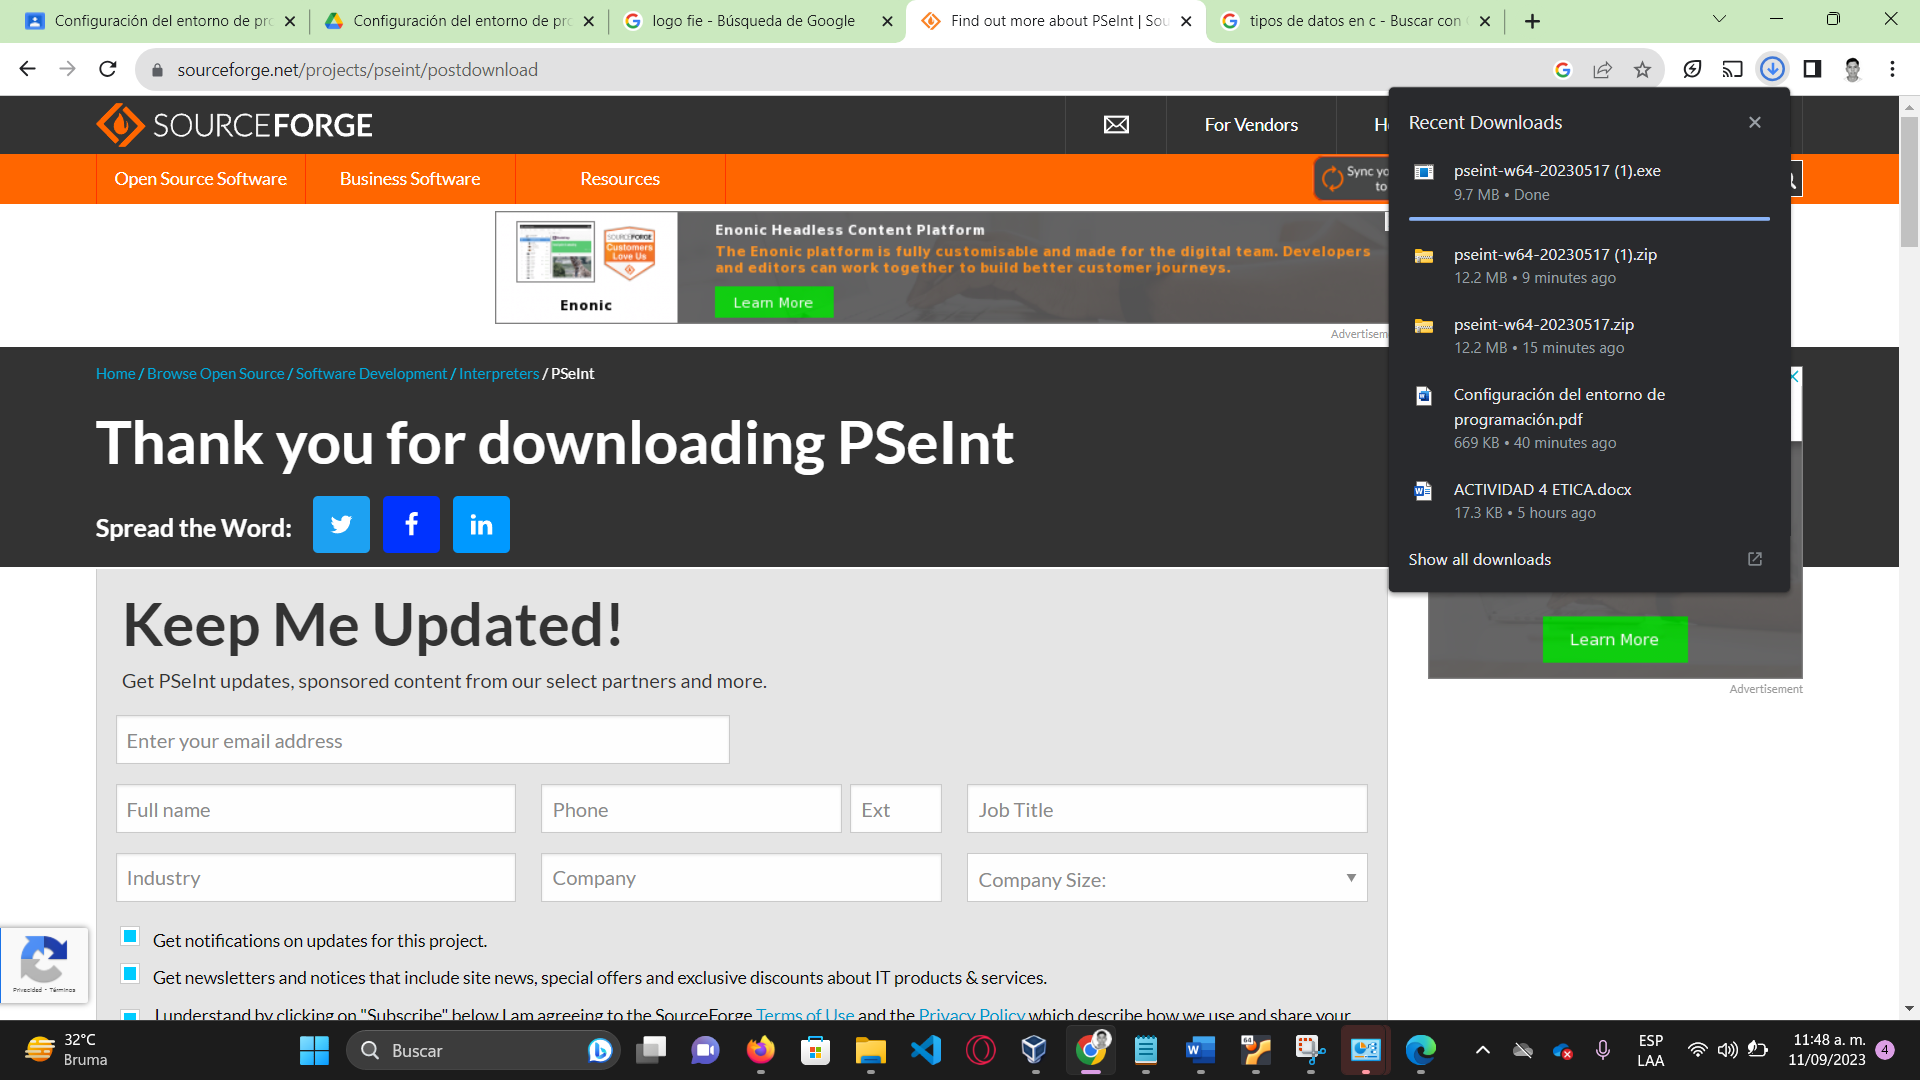 Configuración del entorno de pro
Configuración del entorno de pro
logo fie - Búsqueda de Google
Find out more about PSeInt | Sou
tipos de datos en c - Buscar con
sourceforge.net/projects/pseint/postdownload
SOURCEFORGE
For Vendors
He
Open Source Software
Business Software
Resources
Sync yo
to
Recent Downloads
pseint-w64-20230517 (1).exe
9.7 MB • Done
pseint-w64-20230517 (1).zip
12.2 MB • 9 minutes ago
pseint-w64-20230517.zip
12.2 MB • 15 minutes ago
Configuración del entorno de
programación.pdf
669 KB • 40 minutes ago
ACTIVIDAD 4 ETICA.docx
17.3 KB • 5 hours ago
Show all downloads
SOURCEFORGE
Customers
Love Us
Enonic
Enonic Headless Content Platform
The Enonic platform is fully customisable and made for the digital team. Developers
and editors can work together to build better customer journeys.
Learn More
Advertisem
Home / Browse Open Source / Software Development / Interpreters / PSeInt
Thank you for downloading PSeInt
Spread the Word:
Keep Me Updated!
Get PSeInt updates, sponsored content from our select partners and more.
Enter your email address
Full name
Phone
Ext
Job Title
Industry
Company
Company Size:
Get notifications on updates for this project.
Get newsletters and notices that include site news, special offers and exclusive discounts about IT products & services.
I understand by clicking on "Subscribe" below I am agreeing to the SourceForge Terms of Use and the Privacy Policy which describe how we use and share your
Learn More
Advertisement
Privacidad - Términos
32°C
Bruma
Buscar
64
ESP
LAA
11:48 a. m.
11/09/2023
4